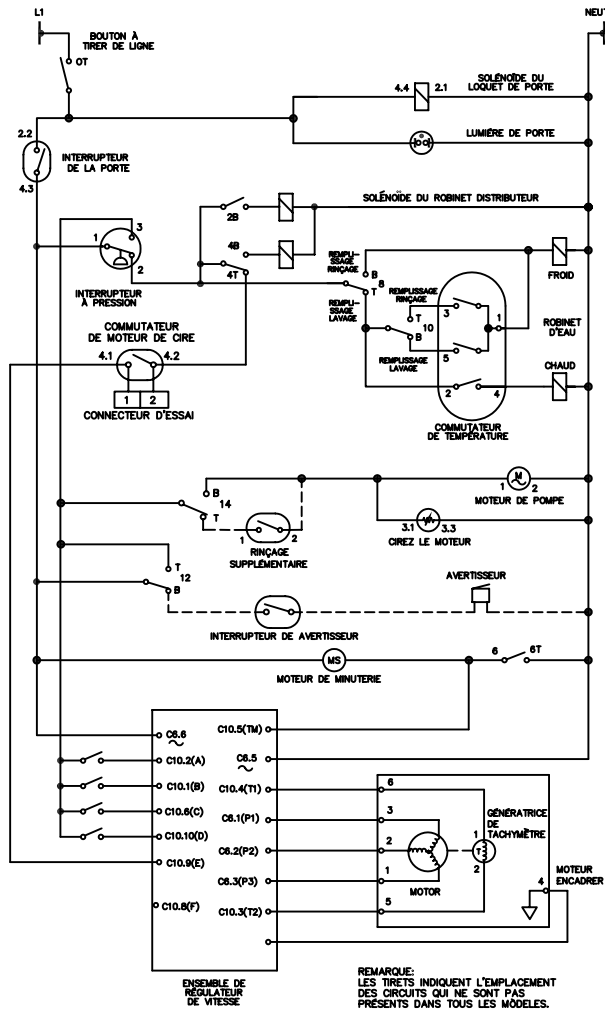 L1
NEUT
BOUTON À
TIRER DE LIGNE
OT
4.4
2.1
SOLÉNOÏDE DU
LOQUET DE PORTE
LUMIÉRE DE PORTE
2.2
INTERRUPTEUR
DE LA PORTE
4.3
SOLÉNOÏDE DU ROBINET DISTRIBUTEUR
2B
4B
4T
3
1
2
INTERRUPTEUR
À PRESSION
REMPLI-
SSAGE
RINÇAGE
B
8
T
REMPLI-
SSAGE
LAVAGE
REMPLISSAGE
RINÇAGE
T
10
B
REMPLISSAGE
LAVAGE
3
1
5
2
4
FROID
ROBINET
D'EAU
CHAUD
COMMUTATEUR
DE TEMPÉRATURE
COMMUTATEUR
DE MOTEUR DE CIRE
4.1
4.2
1
2
CONNECTEUR D'ESSAI
B
14
T
1
2
RINÇAGE
SUPPLÉMENTAIRE
M
1
2
MOTEUR DE POMPE
3.1
3.3
CIREZ LE MOTEUR
T
12
B
AVERTISSEUR
INTERRUPTEUR DE AVERTISSEUR
MS
MOTEUR DE MINUTERIE
6
6T
C6.6
C10.2(A)
C10.1(B)
C10.6(C)
C10.10(D)
C10.9(E)
C10.8(F)
C10.5(TM)
C6.5
C10.4(T1)
C6.1(P1)
C6.2(P2)
C6.3(P3)
C10.3(T2)
6
3
2
1
5
MOTOR
GÉNÉRATRICE
DE
TACHYMÈTRE
1
T
2
MOTEUR
ENCADRER
4
ENSEMBLE DE
RÉGULATEUR
DE VITESSE
REMARQUE:
LES TIRETS INDIQUENT L'EMPLACEMENT
DES CIRCUITS QUI NE SONT PAS
PRÉSENTS DANS TOUS LES MÓDELES.